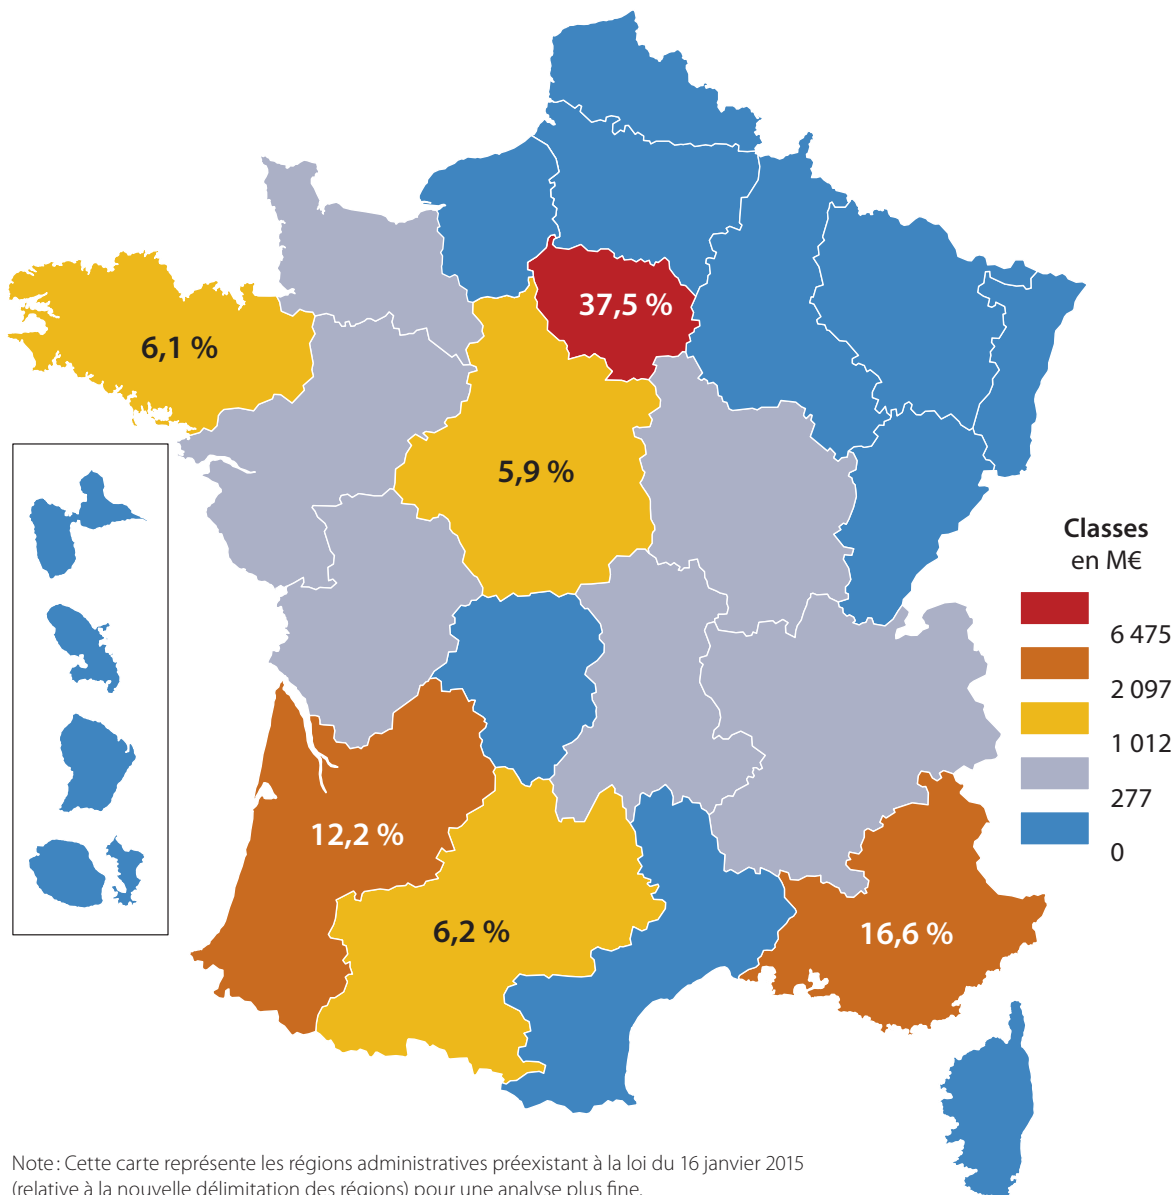 37,5 %
6,1 %
5,9 %
Classes
en M€
6 475
2 097
1 012
277
0
12,2 %
6,2 %
16,6 %
Note : Cette carte représente les régions administratives préexistant à la loi du 16 janvier 2015
(relative à la nouvelle délimitation des régions) pour une analyse plus fine.